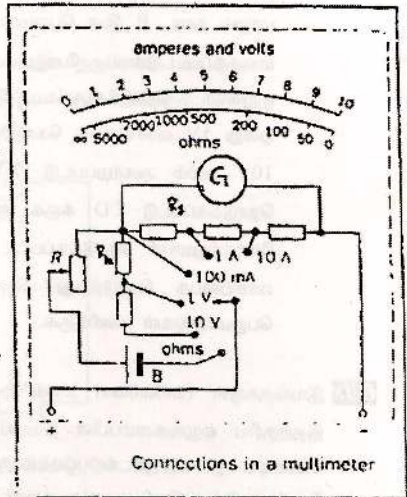 amperes and volts
0 1 2 3 4 5 6 7 8 9 10
∞ 5000 2000 1000 500 200 100 50 0
ohms
G
1 A 10 A
R
100 mA
1 V
10 V
ohms
B
+ -
Connections in a multimeter